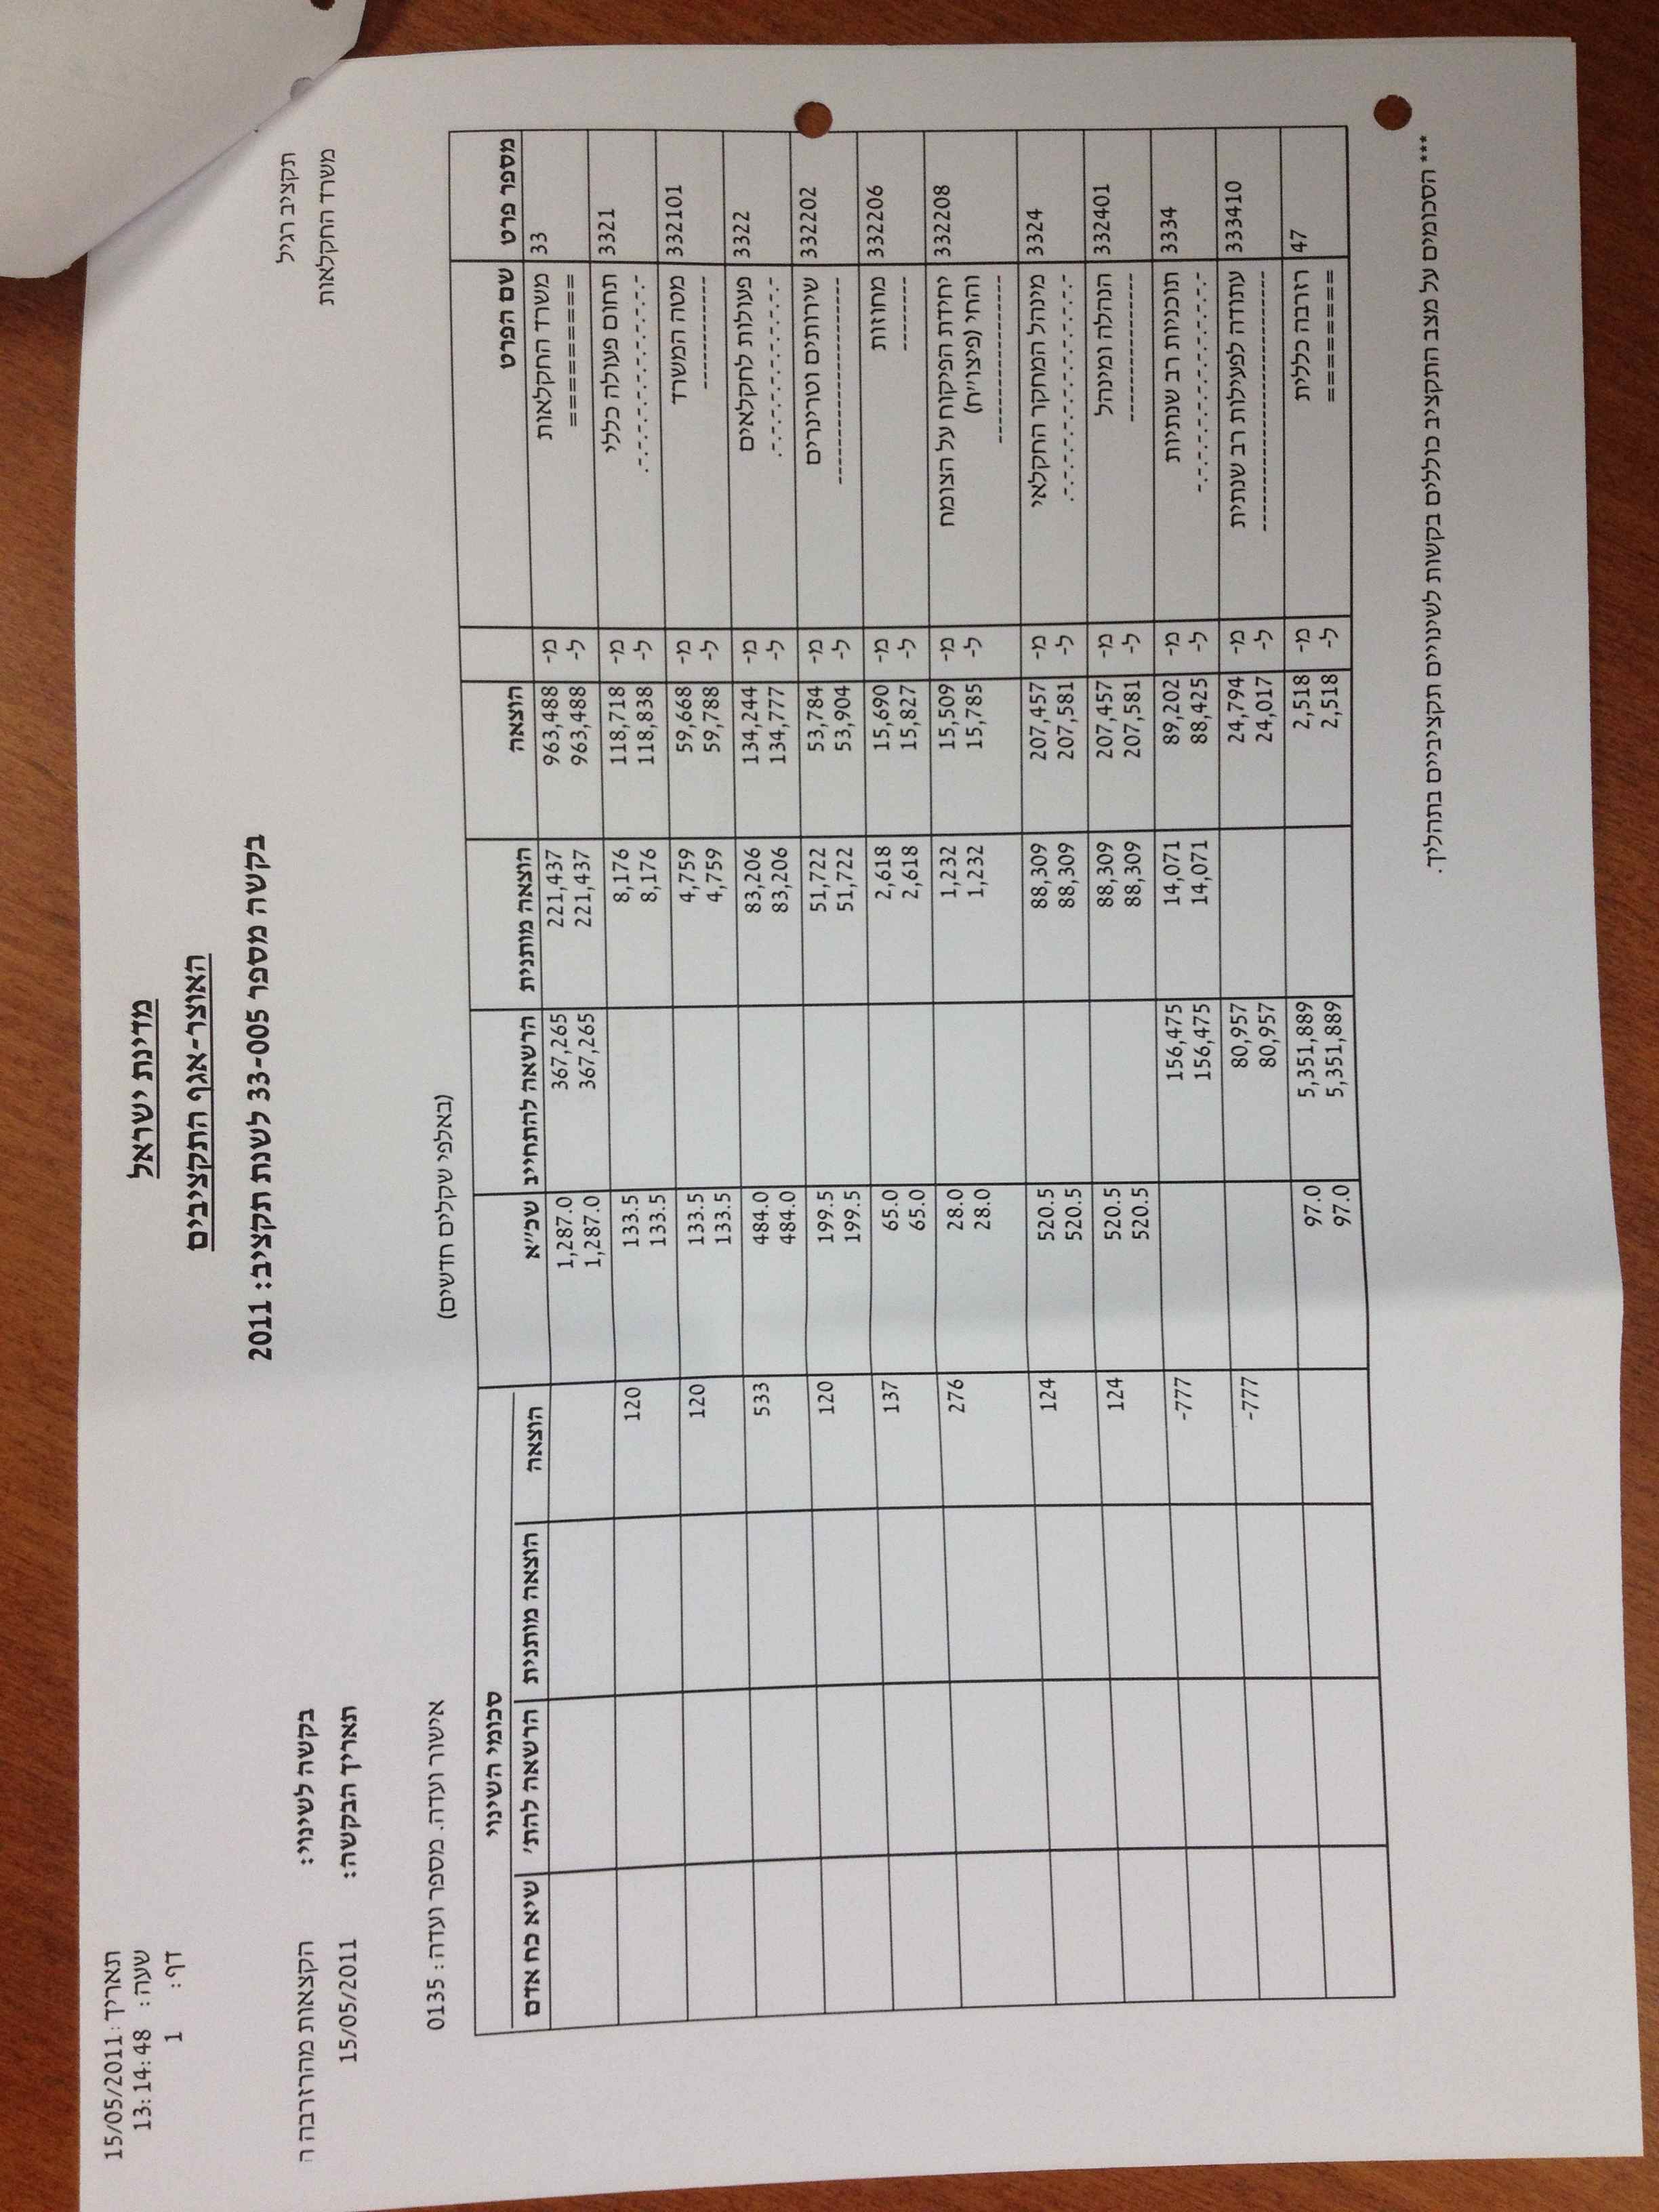 תאריך: 15/05/2011
שעה: 13:14:48
דף: 1
מדינת ישראל
האוצר-אגף התקציבים
בקשה מספר 33-005 לשנת תקציב: 2011
תקציב רגיל
משרד החקלאות
בקשה לשינוי: הקצאות מהרזרבה ה
תאריך הבקשה: 15/05/2011
אישור ועדה. מספר ועדה: 0135
(באלפי שקלים חדשים)
סכומי השינוי
מספר פרט שם הפרט הוצאה הוצאה מותנית הרשאה להתחייב שכ"א הוצאה הוצאה מותנית הרשאה להת' שיא כח אדם
33 משרד החקלאות מ- 963,488 221,437 367,265 1,287.0
========== ל- 963,488 221,437 367,265 1,287.0
3321 תחום פעולה כללי מ- 118,718 8,176 133.5 120
ל- 118,838 8,176 133.5
332101 מטה המשרד מ- 59,668 4,759 133.5 120
ל- 59,788 4,759 133.5
3322 פעולות לחקלאים מ- 134,244 83,206 484.0 533
ל- 134,777 83,206 484.0
332202 שירותים וטרינרים מ- 53,784 51,722 199.5 120
ל- 53,904 51,722 199.5
332206 מחוזות מ- 15,690 2,618 65.0 137
ל- 15,827 2,618 65.0
332208 יחידת הפיקוח על הצומח מ- 15,509 1,232 28.0 276
והחי (פיצו"ח) ל- 15,785 1,232 28.0
3324 מינהל המחקר החקלאי מ- 207,457 88,309 520.5 124
ל- 207,581 88,309 520.5
332401 הנהלה ומינהל מ- 207,457 88,309 520.5 124
ל- 207,581 88,309 520.5
3334 תוכניות רב שנתיות מ- 89,202 14,071 156,475 -777
ל- 88,425 14,071 156,475
333410 עתודה לפעילות רב שנתית מ- 24,794 80,957 -777
ל- 24,017 80,957
47 רזרבה כללית מ- 2,518 5,351,889 97.0
======== ל- 2,518 5,351,889 97.0
*** הסכומים על מצב התקציב כוללים בקשות לשינויים תקציביים בתהליך.